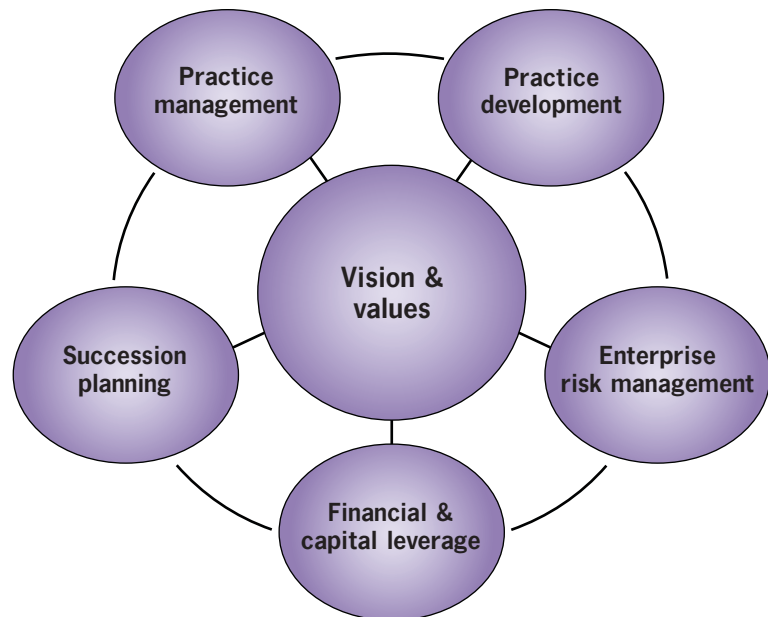 Practice
management
Practice
development
Vision &
values
Succession
planning
Enterprise
risk management
Financial &
capital leverage